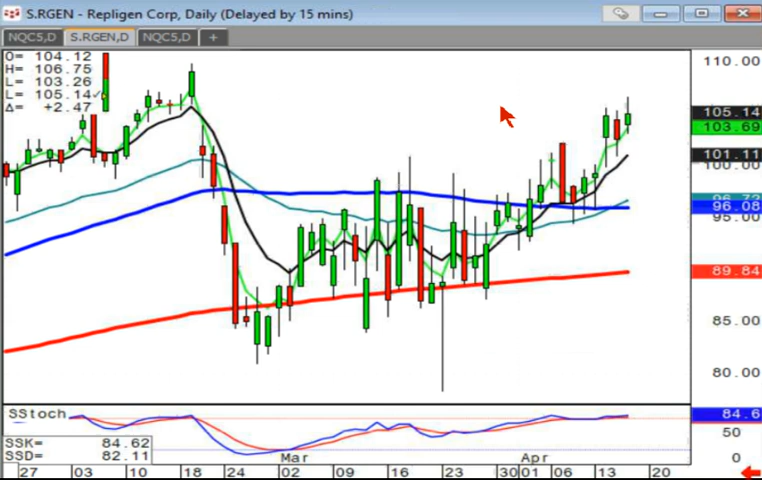 S.RGEN - Repligen Corp, Daily (Delayed by 15 mins)
NQC5,D S.RGEN,D NQC5,D +
O= 104.12
H= 106.75
L= 103.26
L= 105.14
Δ= +2.47
110.00
105.14
103.69
101.11
100.00
96.72
96.08
95.00
89.84
85.00
80.00
SStoch
84.6
50
SSK= 84.62
SSD= 82.11
0
Mar Apr
27 03 10 18 24 02 09 16 23 30 01 06 13 20